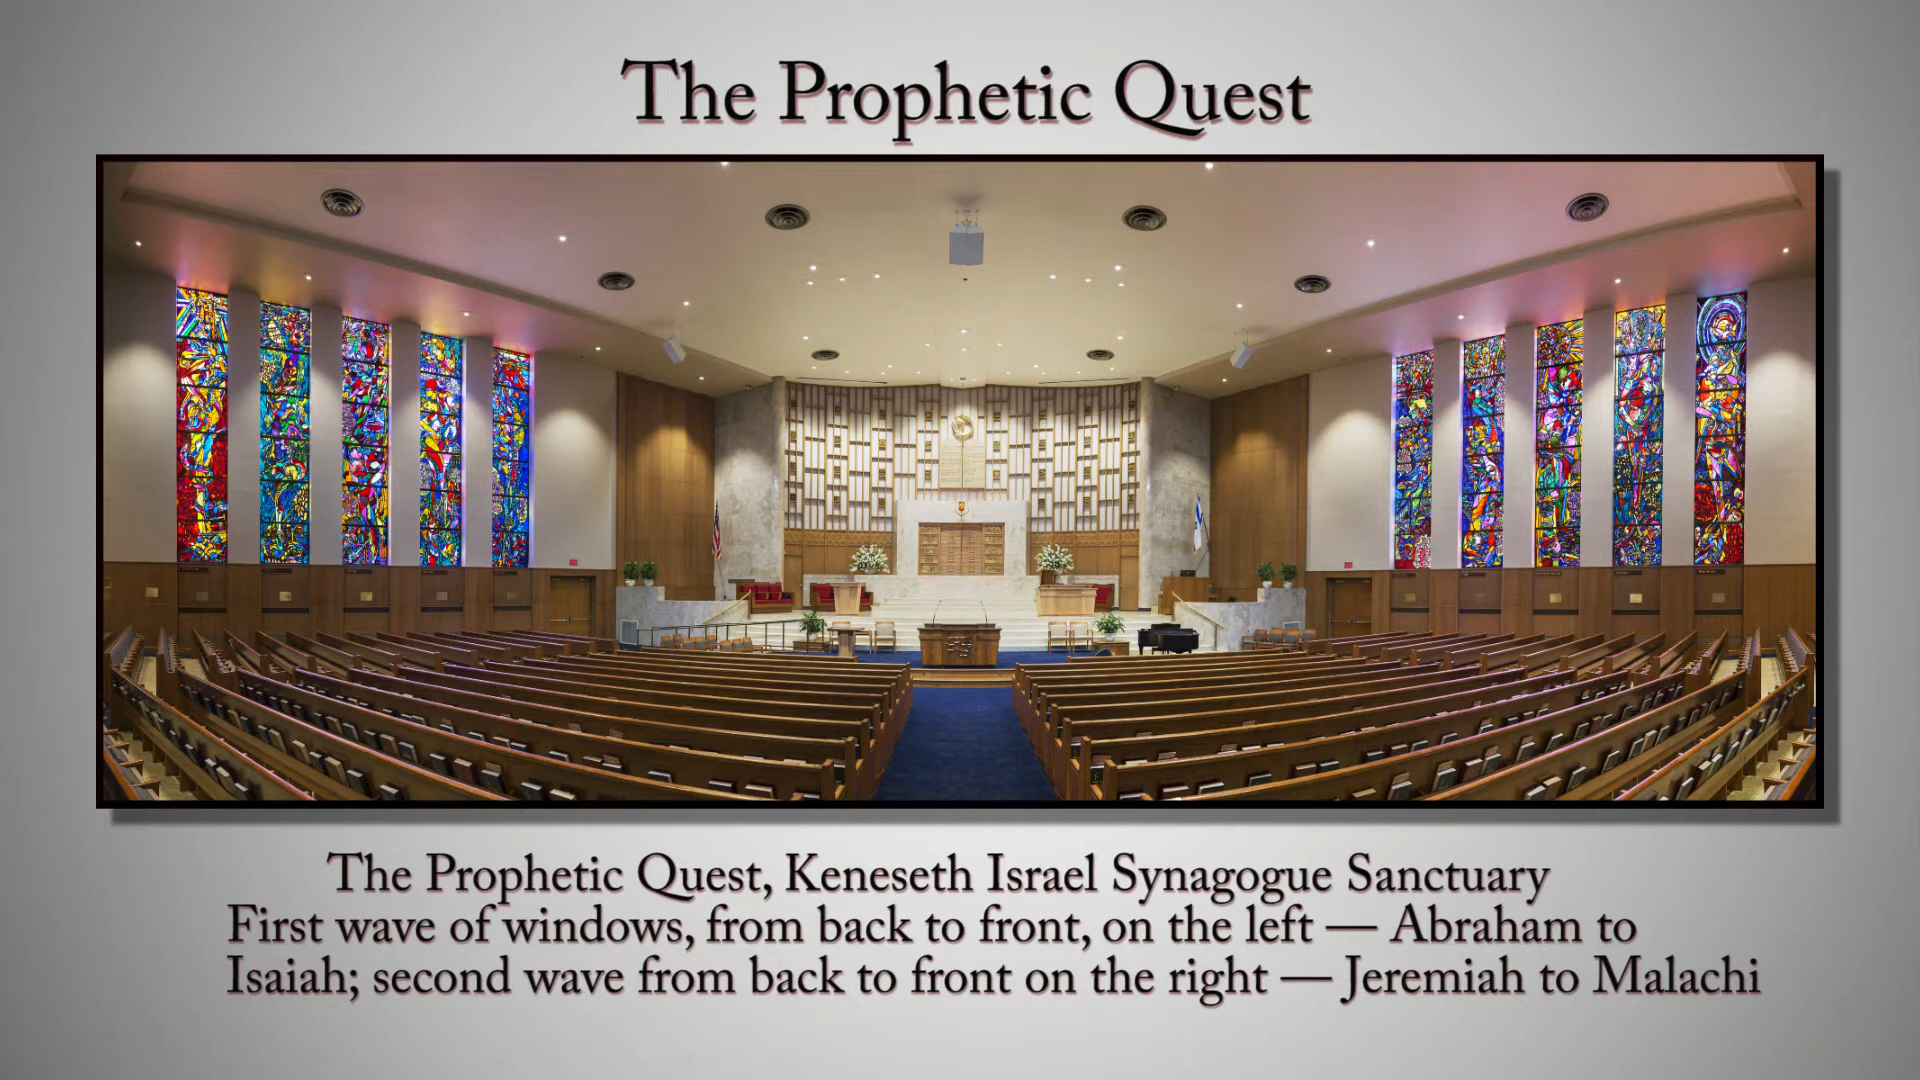 The Prophetic Quest
The Prophetic Quest, Keneseth Israel Synagogue Sanctuary
First wave of windows, from back to front, on the left — Abraham to
Isaiah; second wave from back to front on the right — Jeremiah to Malachi